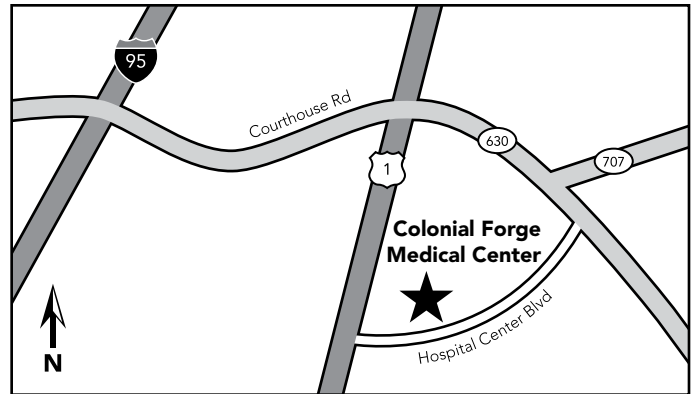 95
Courthouse Rd
630
707
1
Colonial Forge
Medical Center
Hospital Center Blvd
N